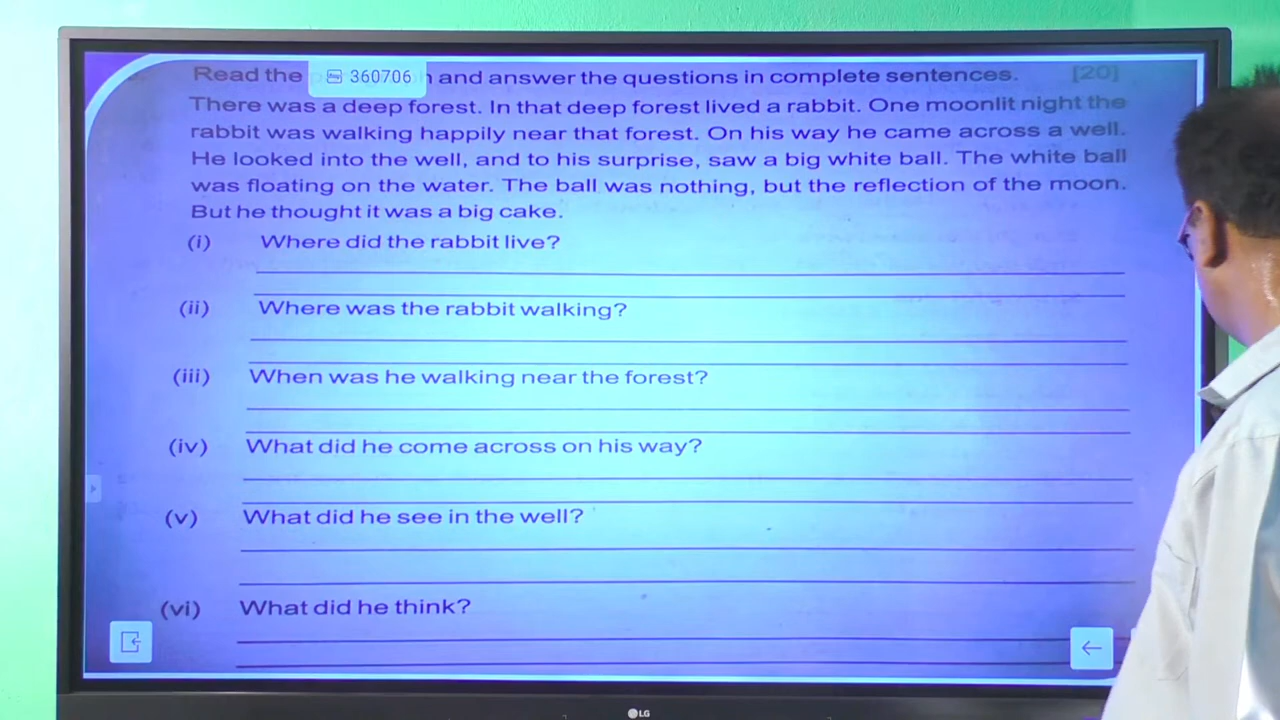 Read the 360706 h and answer the questions in complete sentences. [20]
There was a deep forest. In that deep forest lived a rabbit. One moonlit night the
rabbit was walking happily near that forest. On his way he came across a well.
He looked into the well, and to his surprise, saw a big white ball. The white ball
was floating on the water. The ball was nothing, but the reflection of the moon.
But he thought it was a big cake.
(i) Where did the rabbit live?
(ii) Where was the rabbit walking?
(iii) When was he walking near the forest?
(iv) What did he come across on his way?
(v) What did he see in the well?
(vi) What did he think?
LG